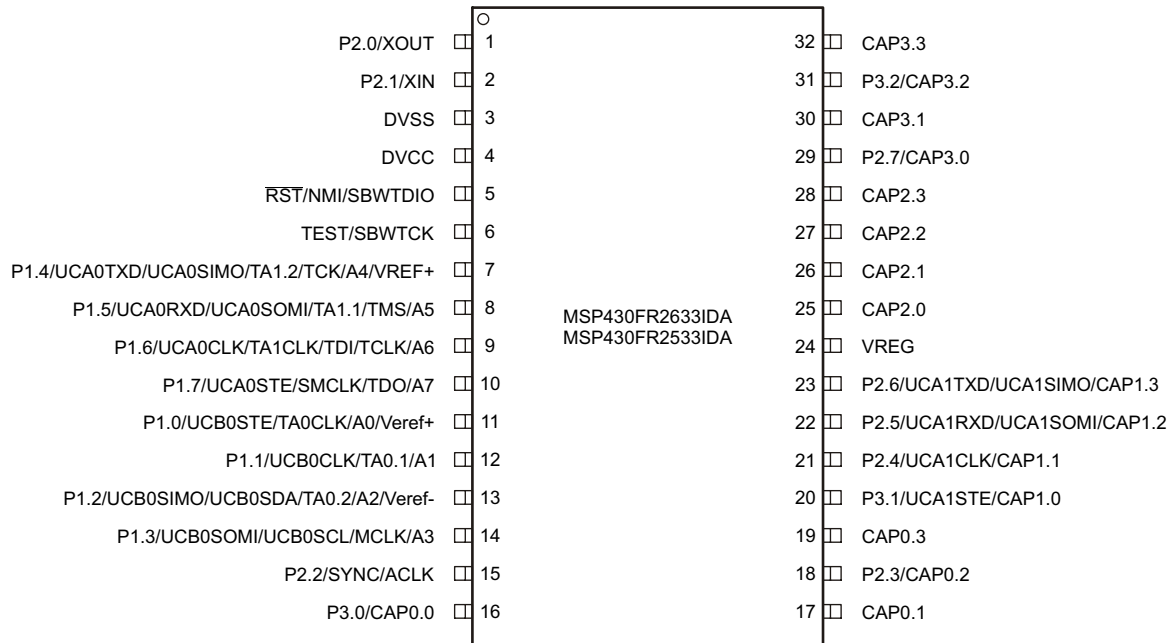 P2.0/XOUT 1 32 CAP3.3
P2.1/XIN 2 31 P3.2/CAP3.2
DVSS 3 30 CAP3.1
DVCC 4 29 P2.7/CAP3.0
RST/NMI/SBWTDIO 5 28 CAP2.3
TEST/SBWTCK 6 27 CAP2.2
P1.4/UCA0TXD/UCA0SIMO/TA1.2/TCK/A4/VREF+ 7 26 CAP2.1
P1.5/UCA0RXD/UCA0SOMI/TA1.1/TMS/A5 8 25 CAP2.0
MSP430FR2633IDA
MSP430FR2533IDA
P1.6/UCA0CLK/TA1CLK/TDI/TCLK/A6 9 24 VREG
P1.7/UCA0STE/SMCLK/TDO/A7 10 23 P2.6/UCA1TXD/UCA1SIMO/CAP1.3
P1.0/UCB0STE/TA0CLK/A0/Veref+ 11 22 P2.5/UCA1RXD/UCA1SOMI/CAP1.2
P1.1/UCB0CLK/TA0.1/A1 12 21 P2.4/UCA1CLK/CAP1.1
P1.2/UCB0SIMO/UCB0SDA/TA0.2/A2/Veref- 13 20 P3.1/UCA1STE/CAP1.0
P1.3/UCB0SOMI/UCB0SCL/MCLK/A3 14 19 CAP0.3
P2.2/SYNC/ACLK 15 18 P2.3/CAP0.2
P3.0/CAP0.0 16 17 CAP0.1